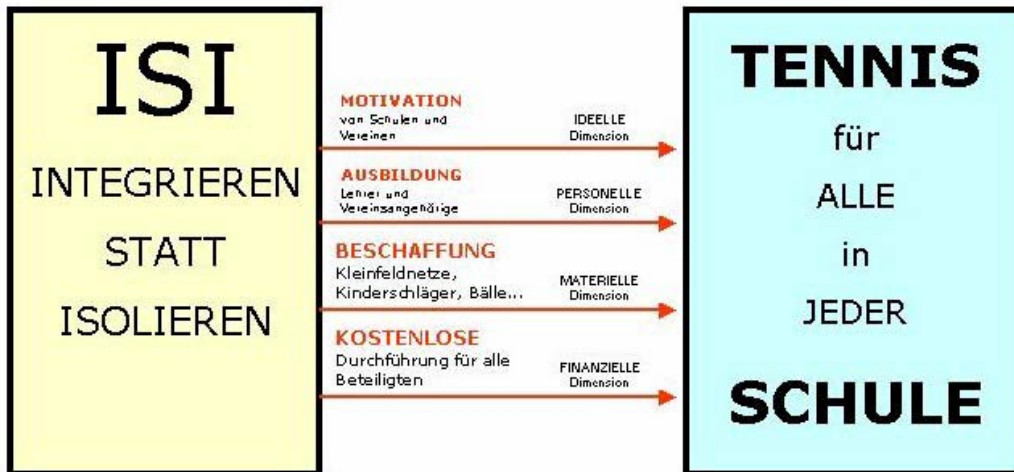 ISI
INTEGRIEREN
STATT
ISOLIEREN
MOTIVATION
von Schulen und
Vereinen
IDEELLE
Dimension
AUSBILDUNG
Lehrer und
Vereinsangehörige
PERSONELLE
Dimension
BESCHAFFUNG
Kleinfeldnetze,
Kinderschläger, Bälle...
MATERIELLE
Dimension
KOSTENLOSE
Durchführung für alle
Beteiligten
FINANZIELLE
Dimension
TENNIS
für
ALLE
in
JEDER
SCHULE